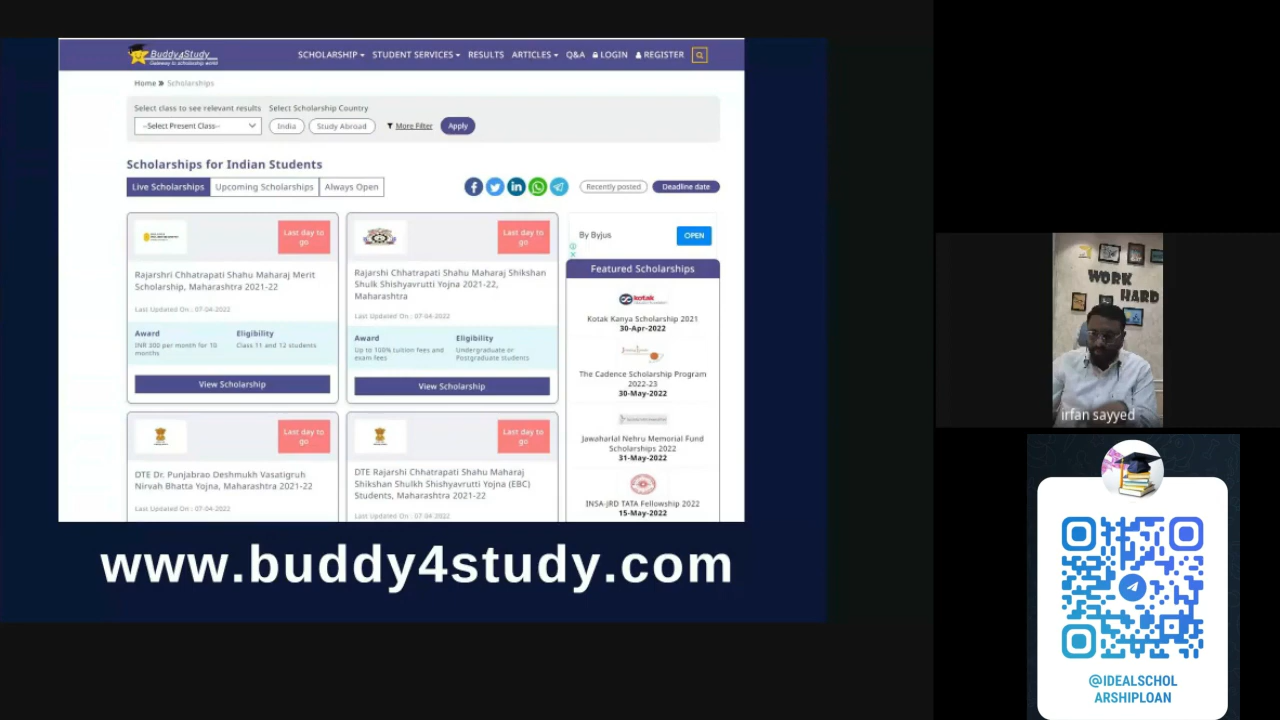 Buddy4Study
Gateway to scholarship world
SCHOLARSHIP
STUDENT SERVICES
RESULTS
ARTICLES
Q&A
LOGIN
REGISTER
Home » Scholarships
Select class to see relevant results
Select Scholarship Country
--Select Present Class--
India
Study Abroad
More Filter
Apply
Scholarships for Indian Students
Live Scholarships
Upcoming Scholarships
Always Open
Recently posted
Deadline date
Last day to
go
Rajarshri Chhatrapati Shahu Maharaj Merit
Scholarship, Maharashtra 2021-22
Last Updated On : 07-04-2022
Award
INR 300 per month for 10
months
Eligibility
Class 11 and 12 students
View Scholarship
Last day to
go
Rajarshi Chhatrapati Shahu Maharaj Shikshan
Shulk Shishyavrutti Yojna 2021-22,
Maharashtra
Last Updated On : 07-04-2022
Award
Up to 100% tuition fees and
exam fees
Eligibility
Undergraduate or
Postgraduate students
View Scholarship
Last day to
go
DTE Dr. Punjabrao Deshmukh Vasatigruh
Nirvah Bhatta Yojna, Maharashtra 2021-22
Last Updated On : 07-04-2022
Last day to
go
DTE Rajarshi Chhatrapati Shahu Maharaj
Shikshan Shulkh Shishyavrutti Yojna (EBC)
Students, Maharashtra 2021-22
Last Updated On : 07-04-2022
By Byjus
OPEN
Featured Scholarships
kotak
Kotak Kanya Scholarship 2021
30-Apr-2022
The Cadence Scholarship Program
2022-23
30-May-2022
Jawaharlal Nehru Memorial Fund
Scholarships 2022
31-May-2022
INSA-JRD TATA Fellowship 2022
15-May-2022
www.buddy4study.com
WORK
HARD
irfan sayyed
@IDEALSCHOL
ARSHIPLOAN